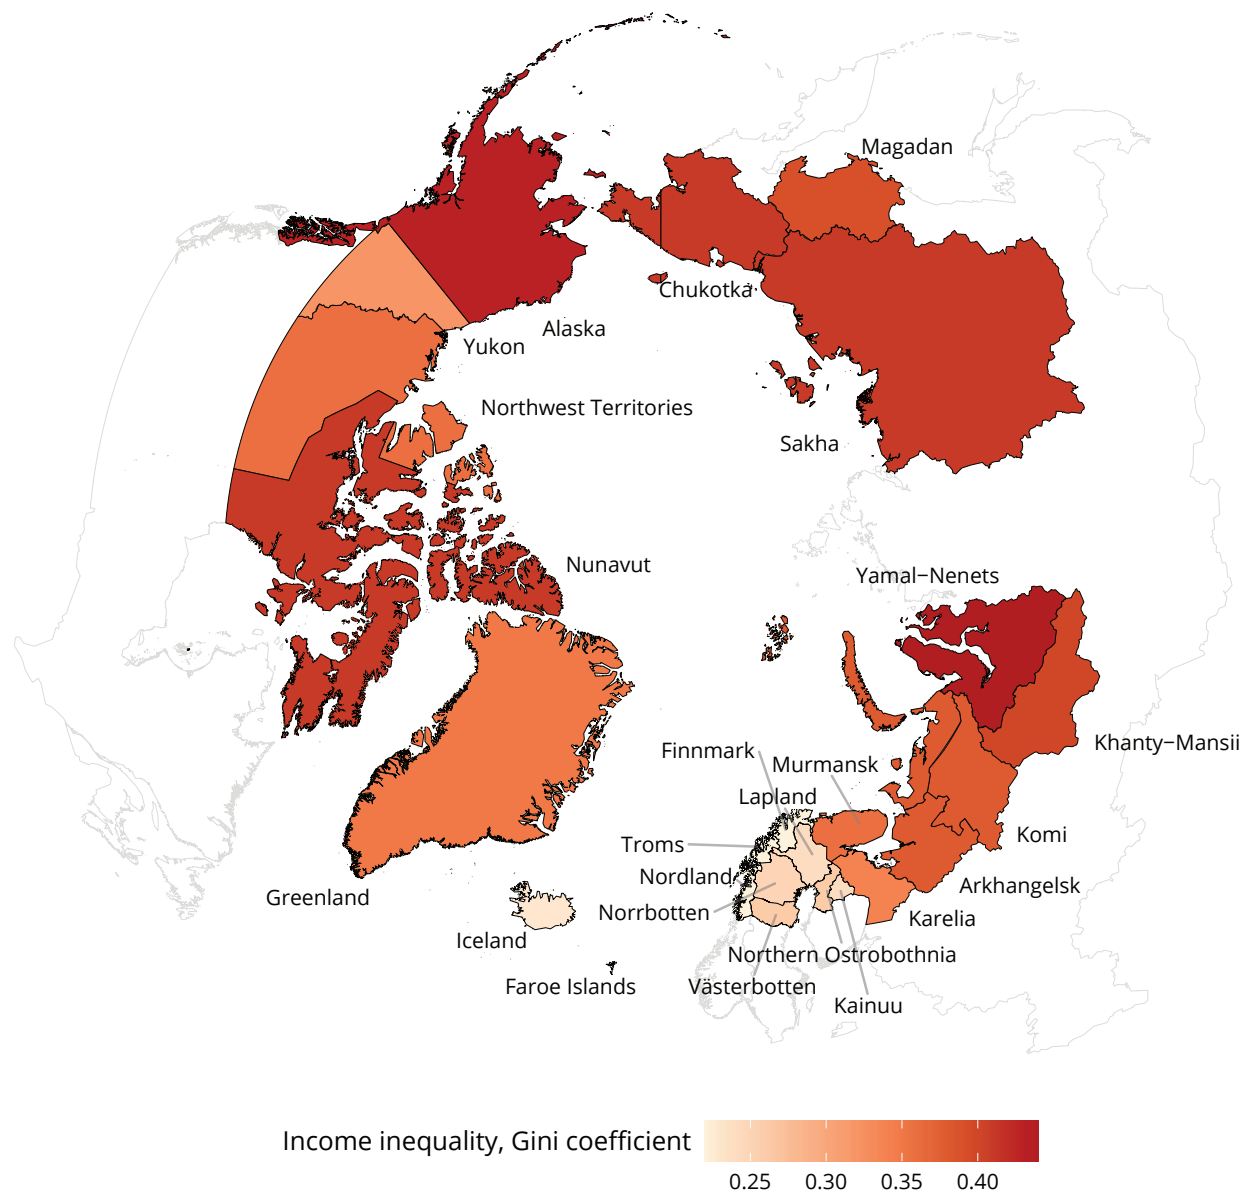 Magadan
Chukotka
Alaska
Yukon
Northwest Territories
Sakha
Nunavut
Yamal−Nenets
Khanty−Mansii
Finnmark
Murmansk
Lapland
Komi
Troms
Nordland
Arkhangelsk
Greenland
Norrbotten
Karelia
Iceland
Northern Ostrobothnia
Faroe Islands
Västerbotten
Kainuu
Income inequality, Gini coefficient
0.25 0.30 0.35 0.40